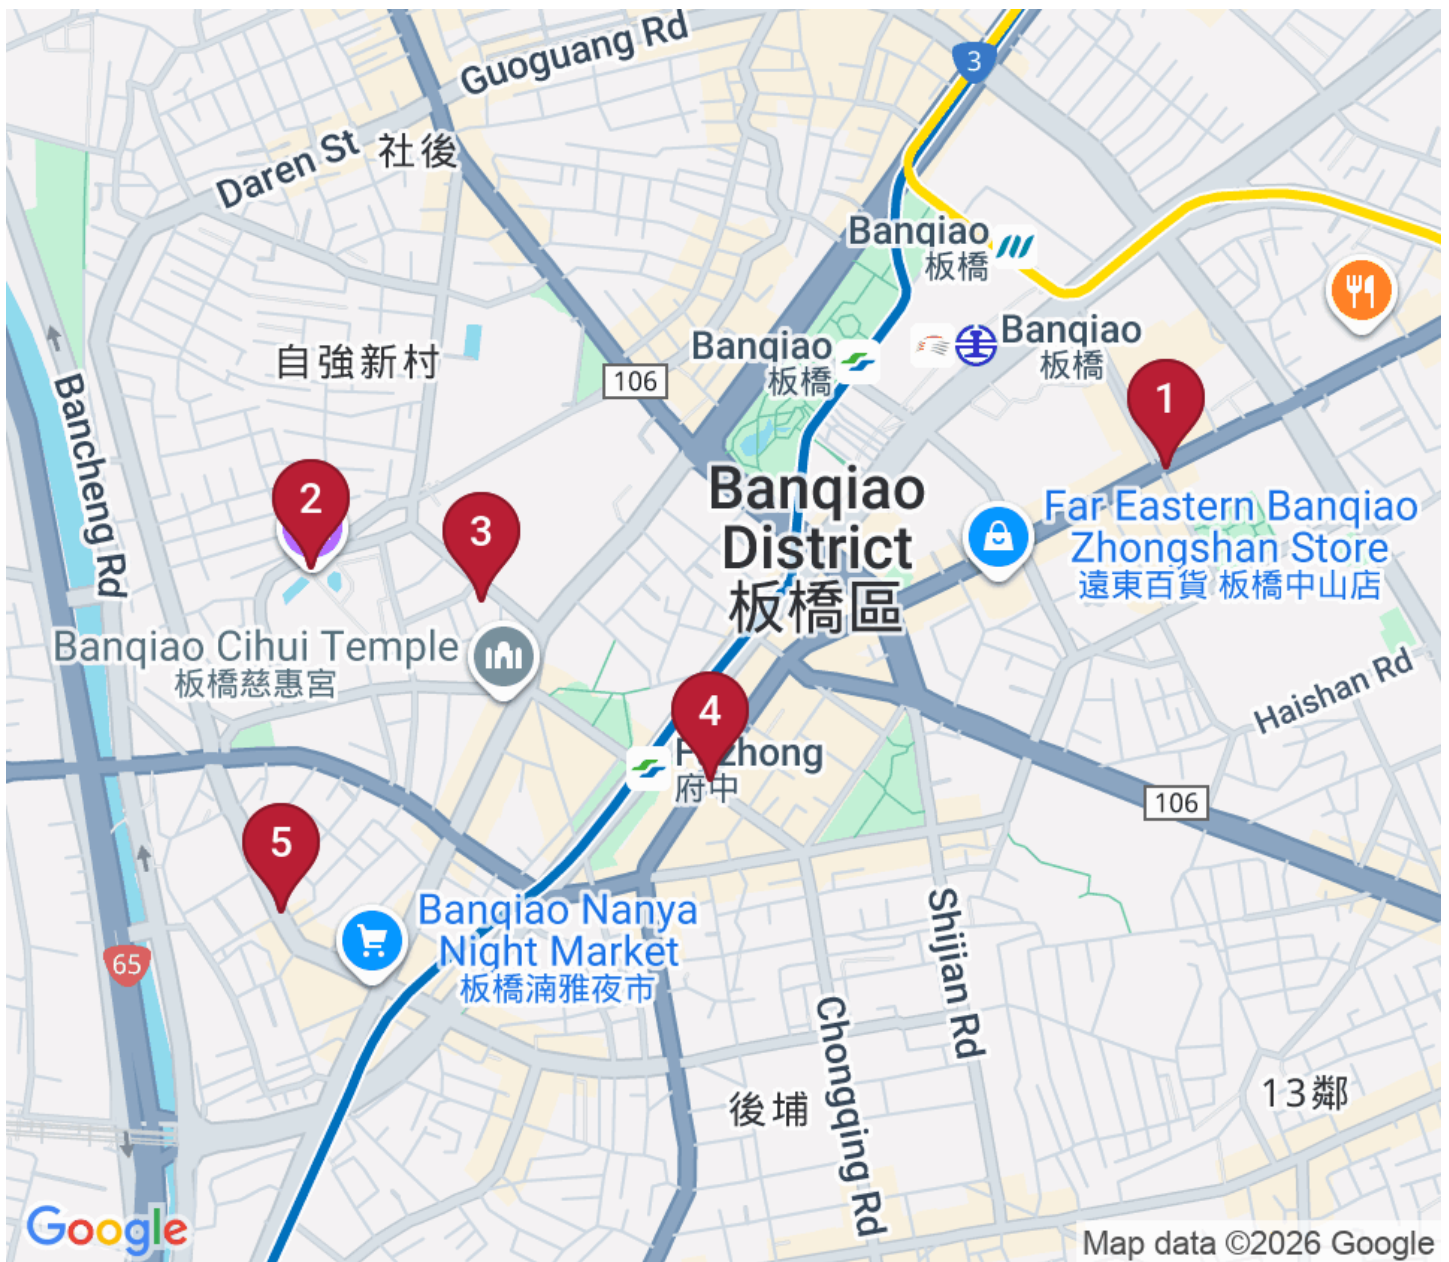 Guoguang Rd
3
Daren St
社後
Banqiao
板橋
Banqiao
板橋
Banqiao
板橋
自強新村
106
Bancheng Rd
1
2
3
Banqiao
District
板橋區
Far Eastern Banqiao
Zhongshan Store
遠東百貨 板橋中山店
Banqiao Cihui Temple
板橋慈惠宮
Haishan Rd
4
府中
106
5
Banqiao Nanya
Night Market
板橋湳雅夜市
65
Shijian Rd
Chongqing Rd
後埔
13鄰
Google
Map data ©2026 Google